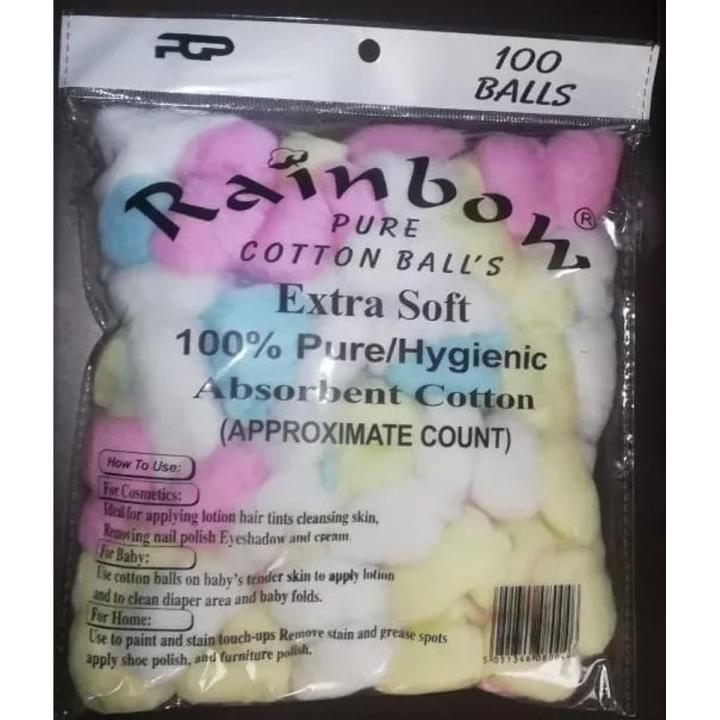 PGP
100
BALLS
Rainbow®
PURE
COTTON BALL'S
Extra Soft
100% Pure/Hygienic
Absorbent Cotton
(APPROXIMATE COUNT)
How To Use:
For Cosmetics:
Ideal for applying lotion hair tints cleansing skin,
Removing nail polish Eyeshadow and cream.
For Baby:
Use cotton balls on baby's tender skin to apply lotion
and to clean diaper area and baby folds.
For Home:
Use to paint and stain touch-ups Remove stain and grease spots
apply shoe polish, and furniture polish.